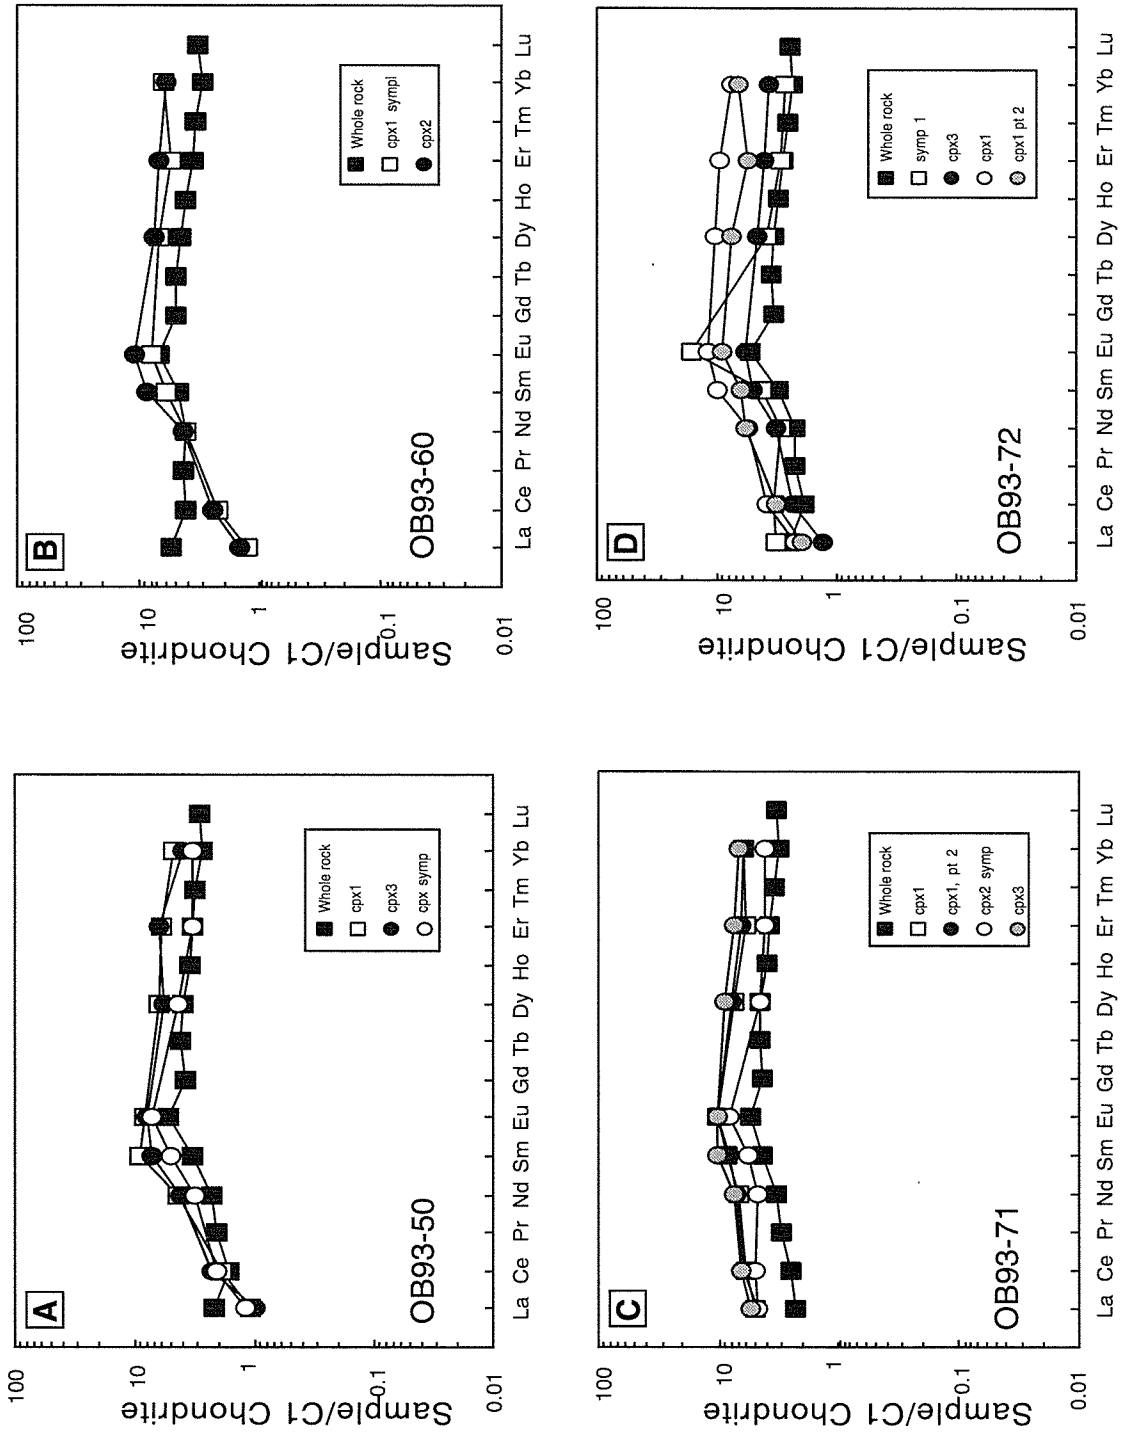 A
100
10
1
0.1
0.01
Sample/C1 Chondrite
La Ce Pr Nd Sm Eu Gd Tb Dy Ho Er Tm Yb Lu
OB93-50
Whole rock
cpx1
cpx3
cpx symp
B
100
10
1
0.1
0.01
Sample/C1 Chondrite
La Ce Pr Nd Sm Eu Gd Tb Dy Ho Er Tm Yb Lu
OB93-60
Whole rock
cpx1 sympl
cpx2
C
100
10
1
0.1
0.01
Sample/C1 Chondrite
La Ce Pr Nd Sm Eu Gd Tb Dy Ho Er Tm Yb Lu
OB93-71
Whole rock
cpx1
cpx1, pt 2
cpx2 symp
cpx3
D
100
10
1
0.1
0.01
Sample/C1 Chondrite
La Ce Pr Nd Sm Eu Gd Tb Dy Ho Er Tm Yb Lu
OB93-72
Whole rock
symp 1
cpx3
cpx1
cpx1 pt 2